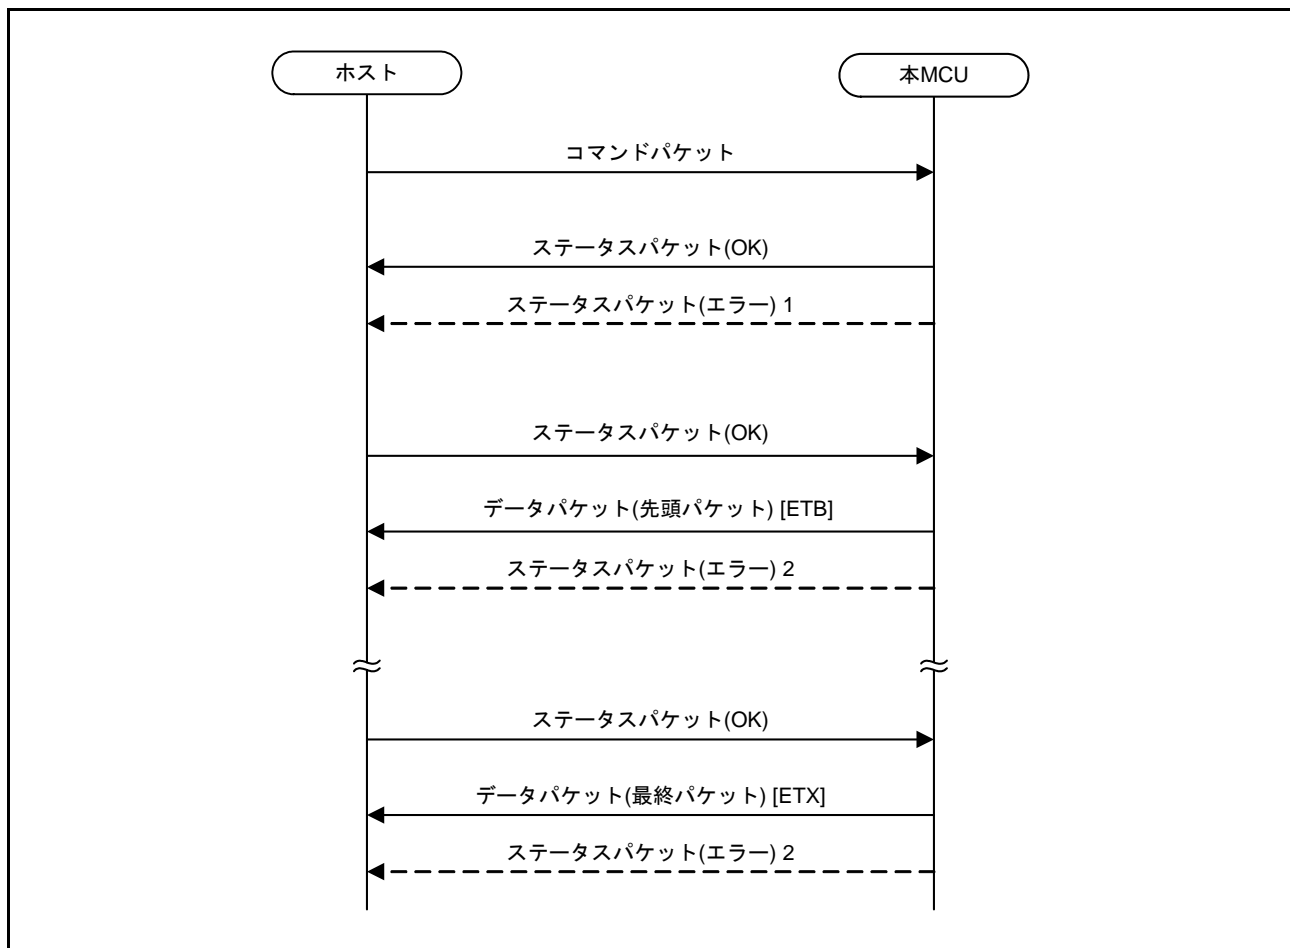 ホスト
本MCU
コマンドパケット
ステータスパケット(OK)
ステータスパケット(エラー) 1
ステータスパケット(OK)
データパケット(先頭パケット) [ETB]
ステータスパケット(エラー) 2
ステータスパケット(OK)
データパケット(最終パケット) [ETX]
ステータスパケット(エラー) 2